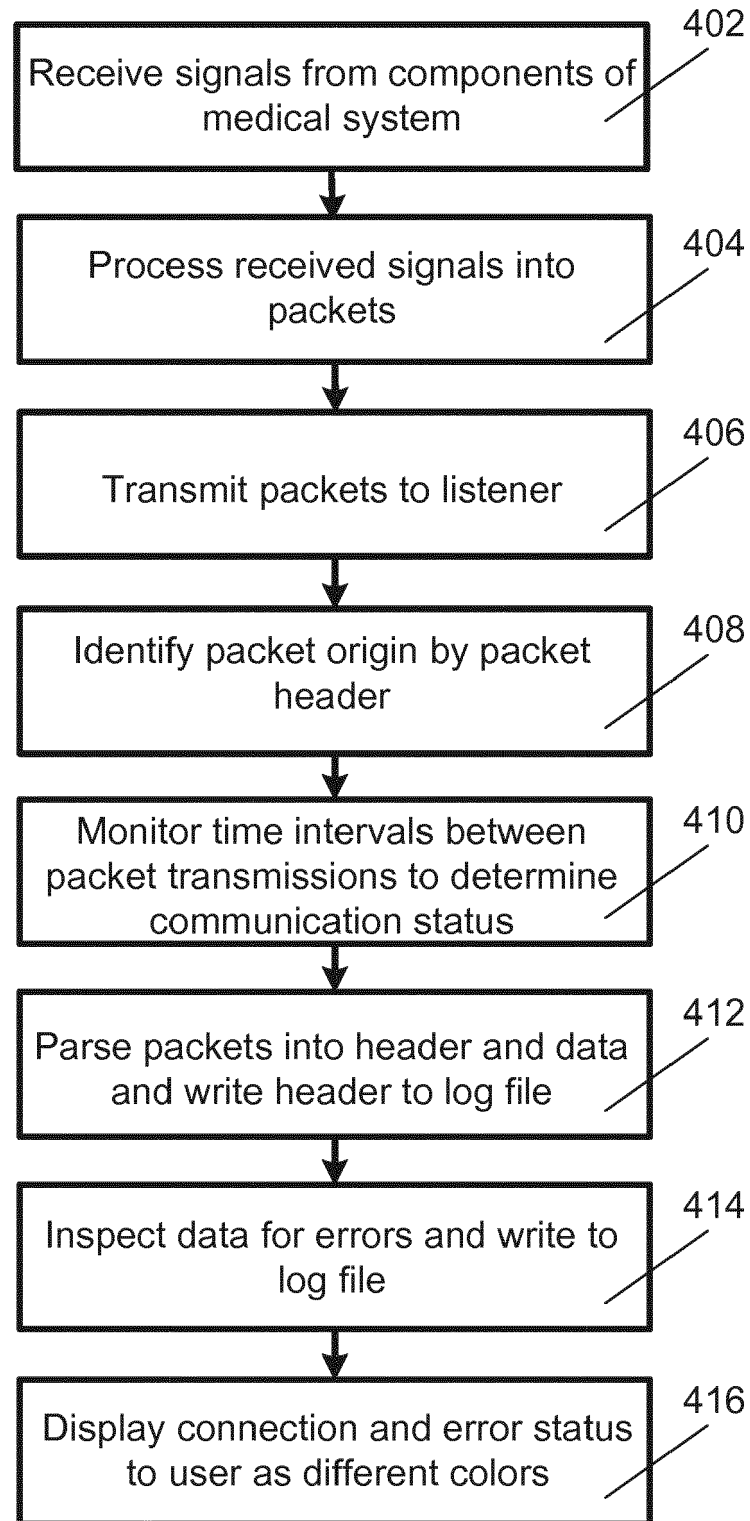 402
Receive signals from components of
medical system
404
Process received signals into
packets
406
Transmit packets to listener
408
Identify packet origin by packet
header
410
Monitor time intervals between
packet transmissions to determine
communication status
412
Parse packets into header and data
and write header to log file
414
Inspect data for errors and write to
log file
416
Display connection and error status
to user as different colors